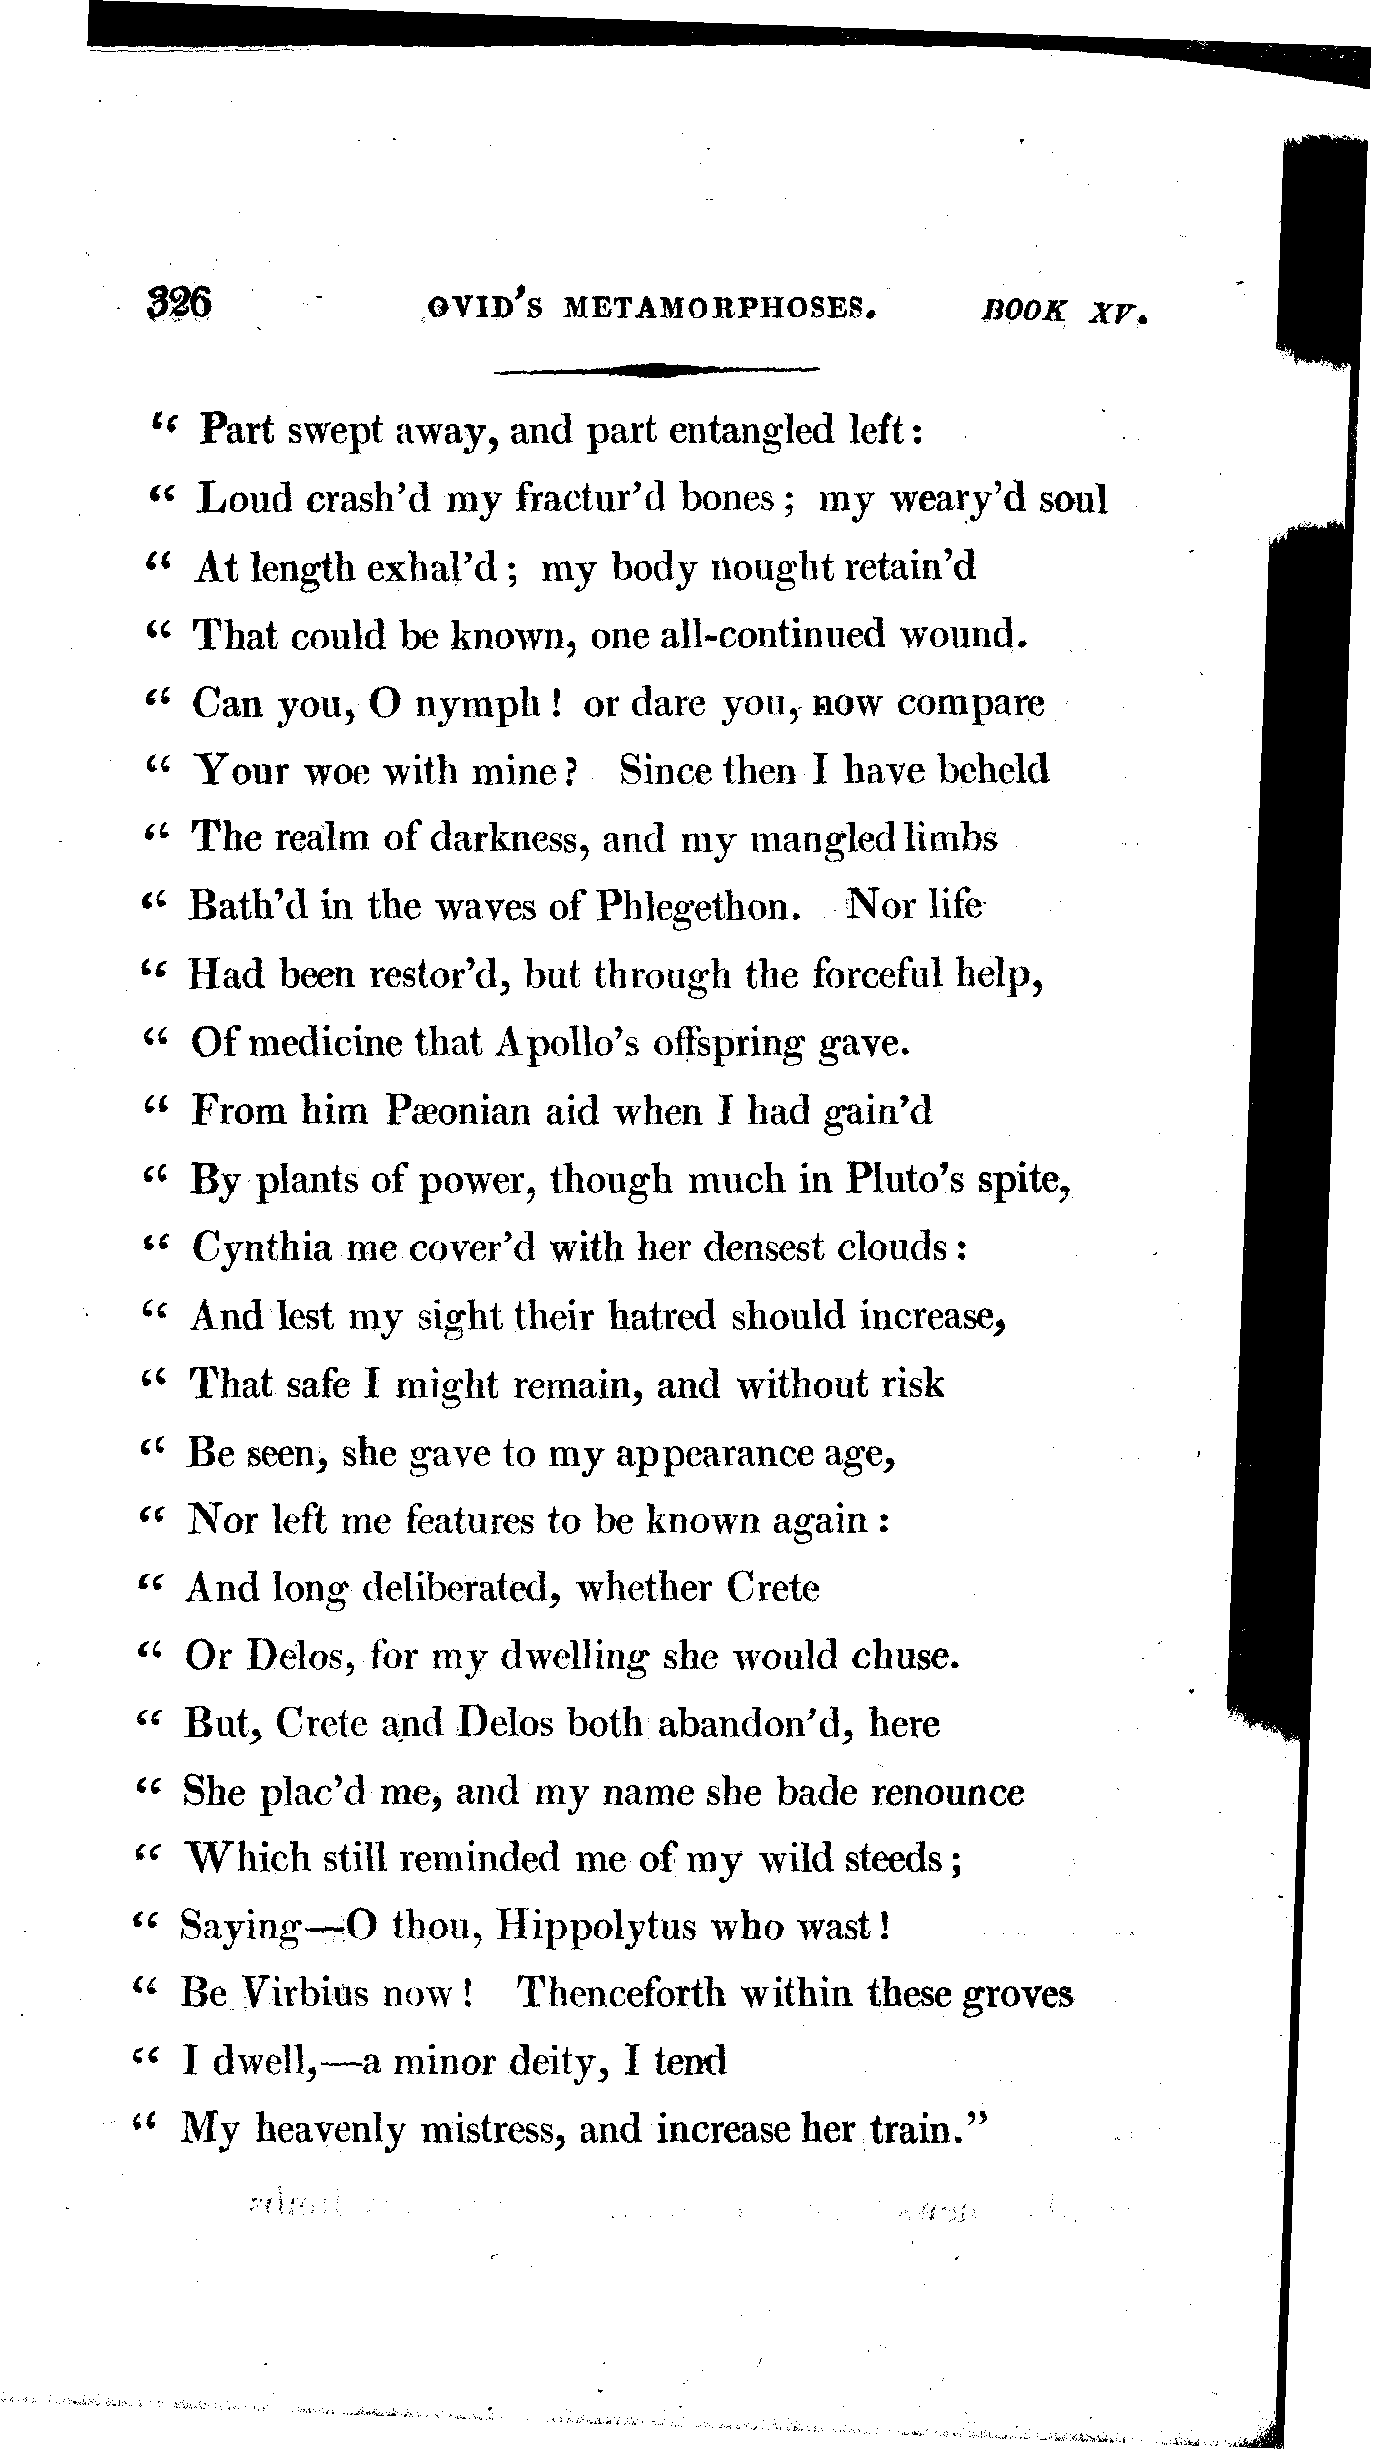 326 OVID'S METAMORPHOSES. BOOK XV.
“ Part swept away, and part entangled left:
“ Loud crash'd my fractur'd bones; my weary'd soul
“ At length exhal'd; my body nought retain'd
“ That could be known, one all-continued wound.
“ Can you, O nymph! or dare you, now compare
“ Your woe with mine? Since then I have beheld
“ The realm of darkness, and my mangled limbs
“ Bath'd in the waves of Phlegethon. Nor life
“ Had been restor'd, but through the forceful help,
“ Of medicine that Apollo's offspring gave.
“ From him Pæonian aid when I had gain'd
“ By plants of power, though much in Pluto's spite,
“ Cynthia me cover'd with her densest clouds:
“ And lest my sight their hatred should increase,
“ That safe I might remain, and without risk
“ Be seen, she gave to my appearance age,
“ Nor left me features to be known again:
“ And long deliberated, whether Crete
“ Or Delos, for my dwelling she would chuse.
“ But, Crete and Delos both abandon'd, here
“ She plac'd me, and my name she bade renounce
“ Which still reminded me of my wild steeds;
“ Saying—O thou, Hippolytus who wast!
“ Be Virbius now! Thenceforth within these groves
“ I dwell,—a minor deity, I tend
“ My heavenly mistress, and increase her train.”